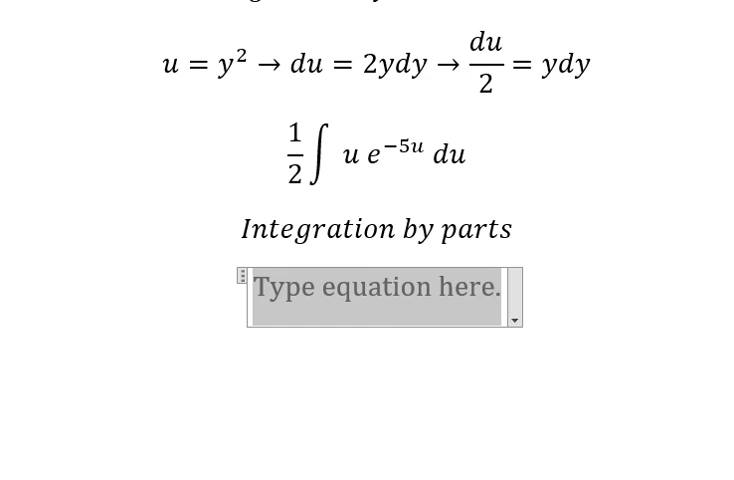 u = y² → du = 2ydy → du/2 = ydy
1/2 ∫ u e⁻⁵ᵘ du
Integration by parts
Type equation here.